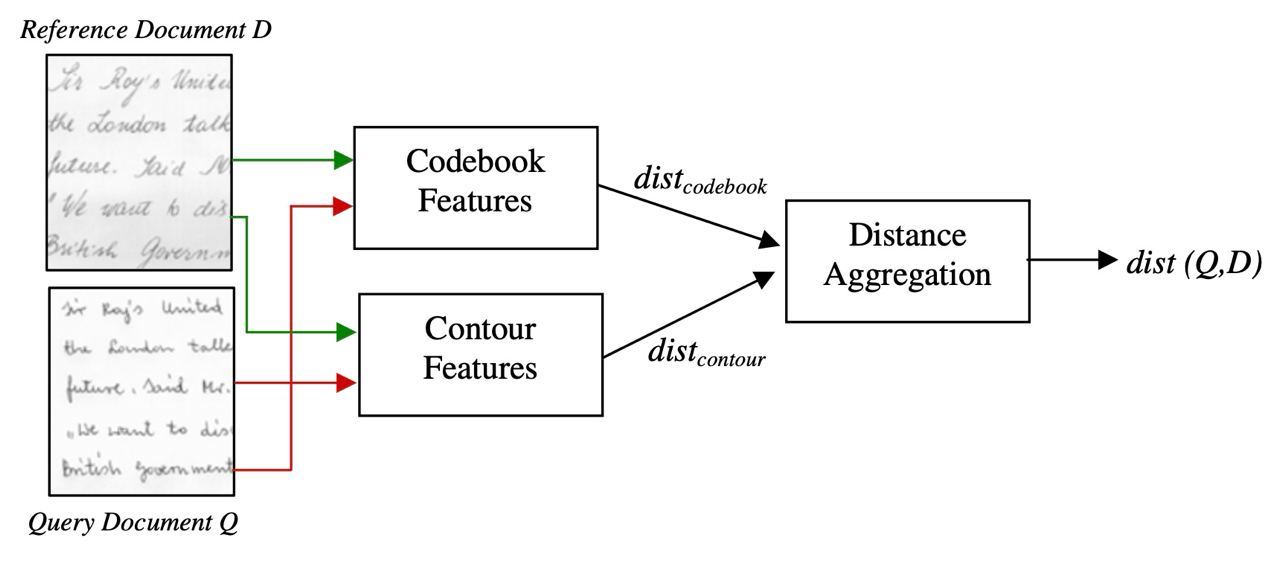 Reference Document D
Sir Roy's Unite
the London talk
future. Said M
" We want to dis
British Governm
Sir Roy's United
the London talk
future, Said Mr.
„We want to dis
British Government
Query Document Q
Codebook
Features
Contour
Features
dist codebook
dist contour
Distance
Aggregation
dist (Q,D)